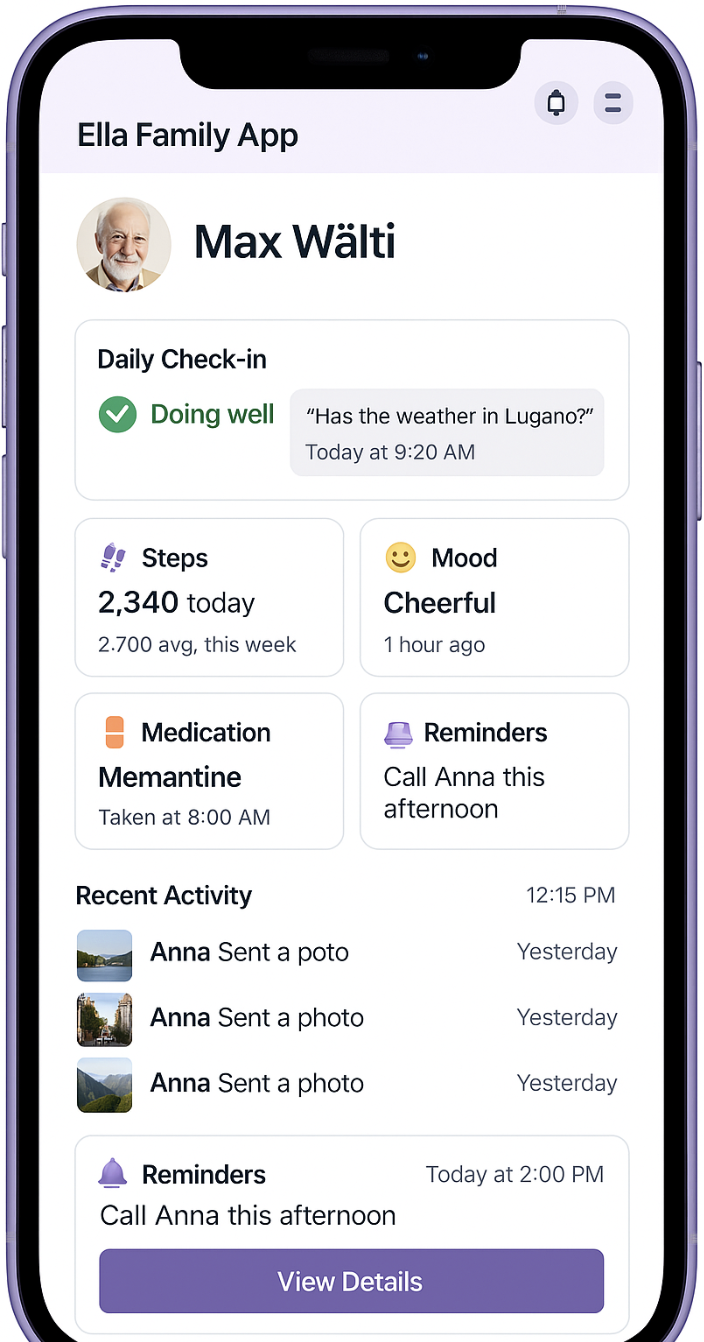 Ella Family App
Max Wälti
Daily Check-in
Doing well
“Has the weather in Lugano?”
Today at 9:20 AM
Steps
2,340 today
2.700 avg, this week
Mood
Cheerful
1 hour ago
Medication
Memantine
Taken at 8:00 AM
Reminders
Call Anna this
afternoon
Recent Activity 12:15 PM
Anna Sent a poto Yesterday
Anna Sent a photo Yesterday
Anna Sent a photo Yesterday
Reminders Today at 2:00 PM
Call Anna this afternoon
View Details